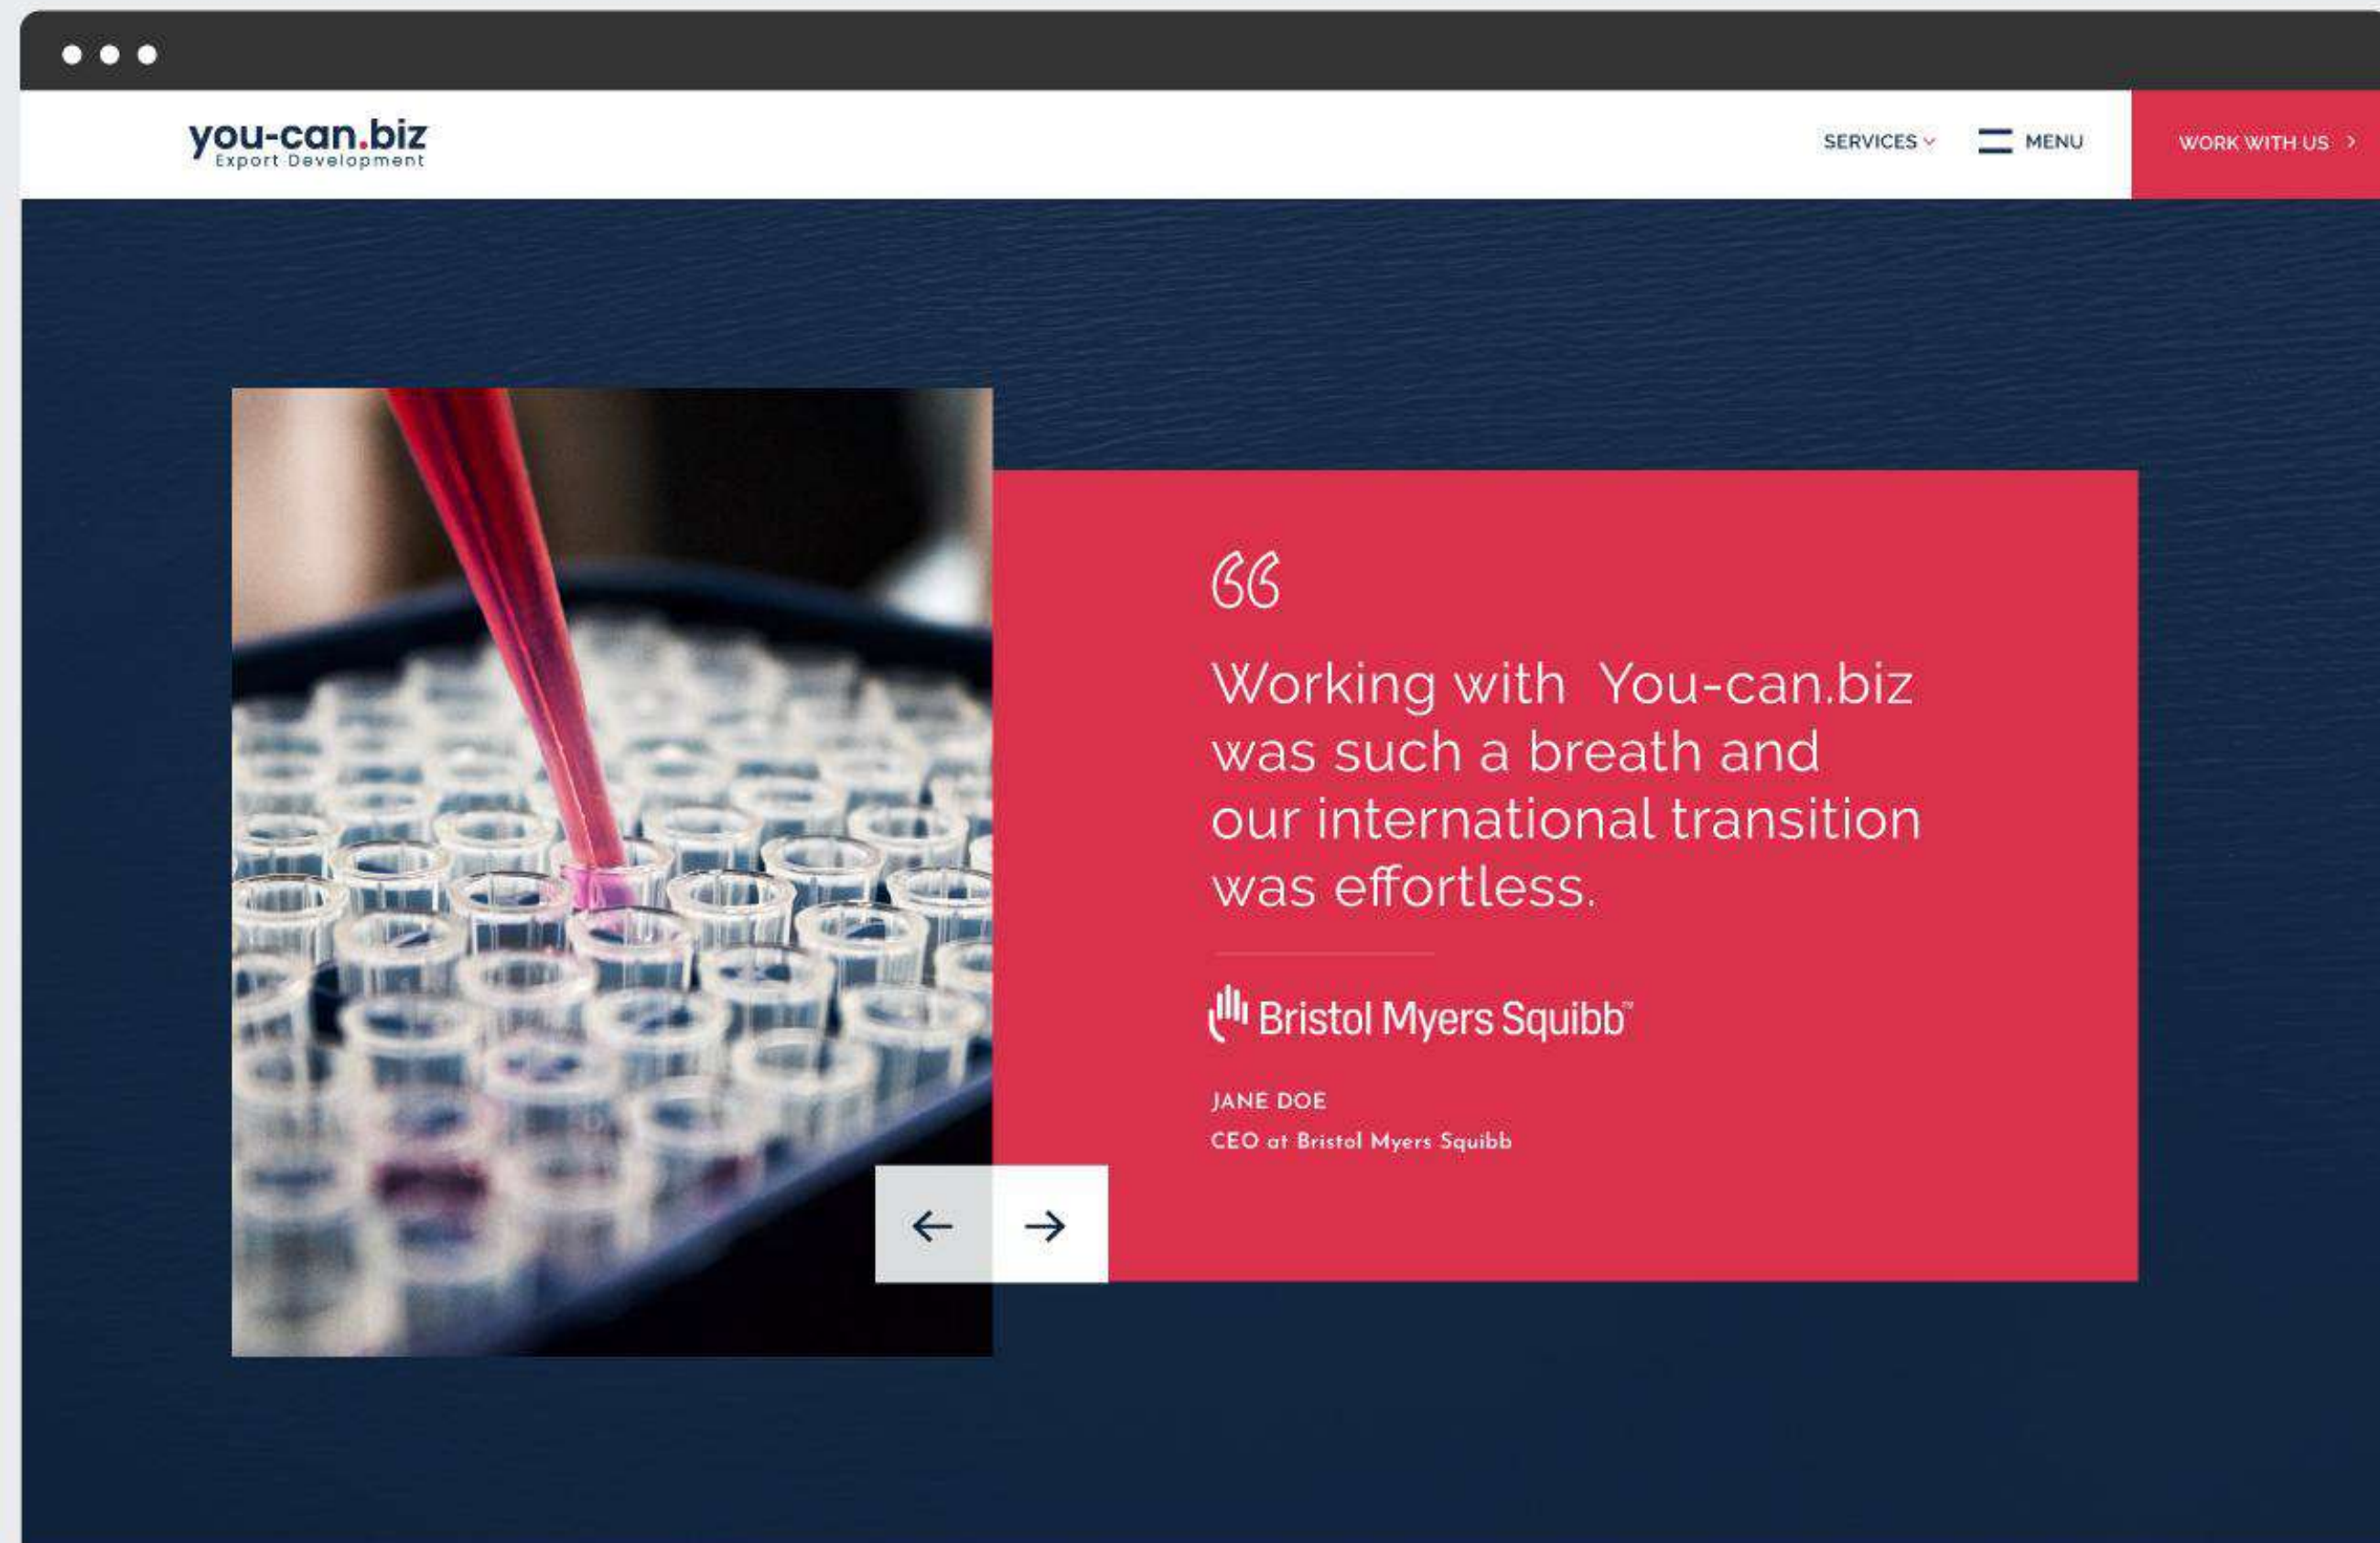 you-can.biz
Export Development
SERVICES
MENU
WORK WITH US
Working with You-can.biz
was such a breath and
our international transition
was effortless.
Bristol Myers Squibb™
JANE DOE
CEO at Bristol Myers Squibb